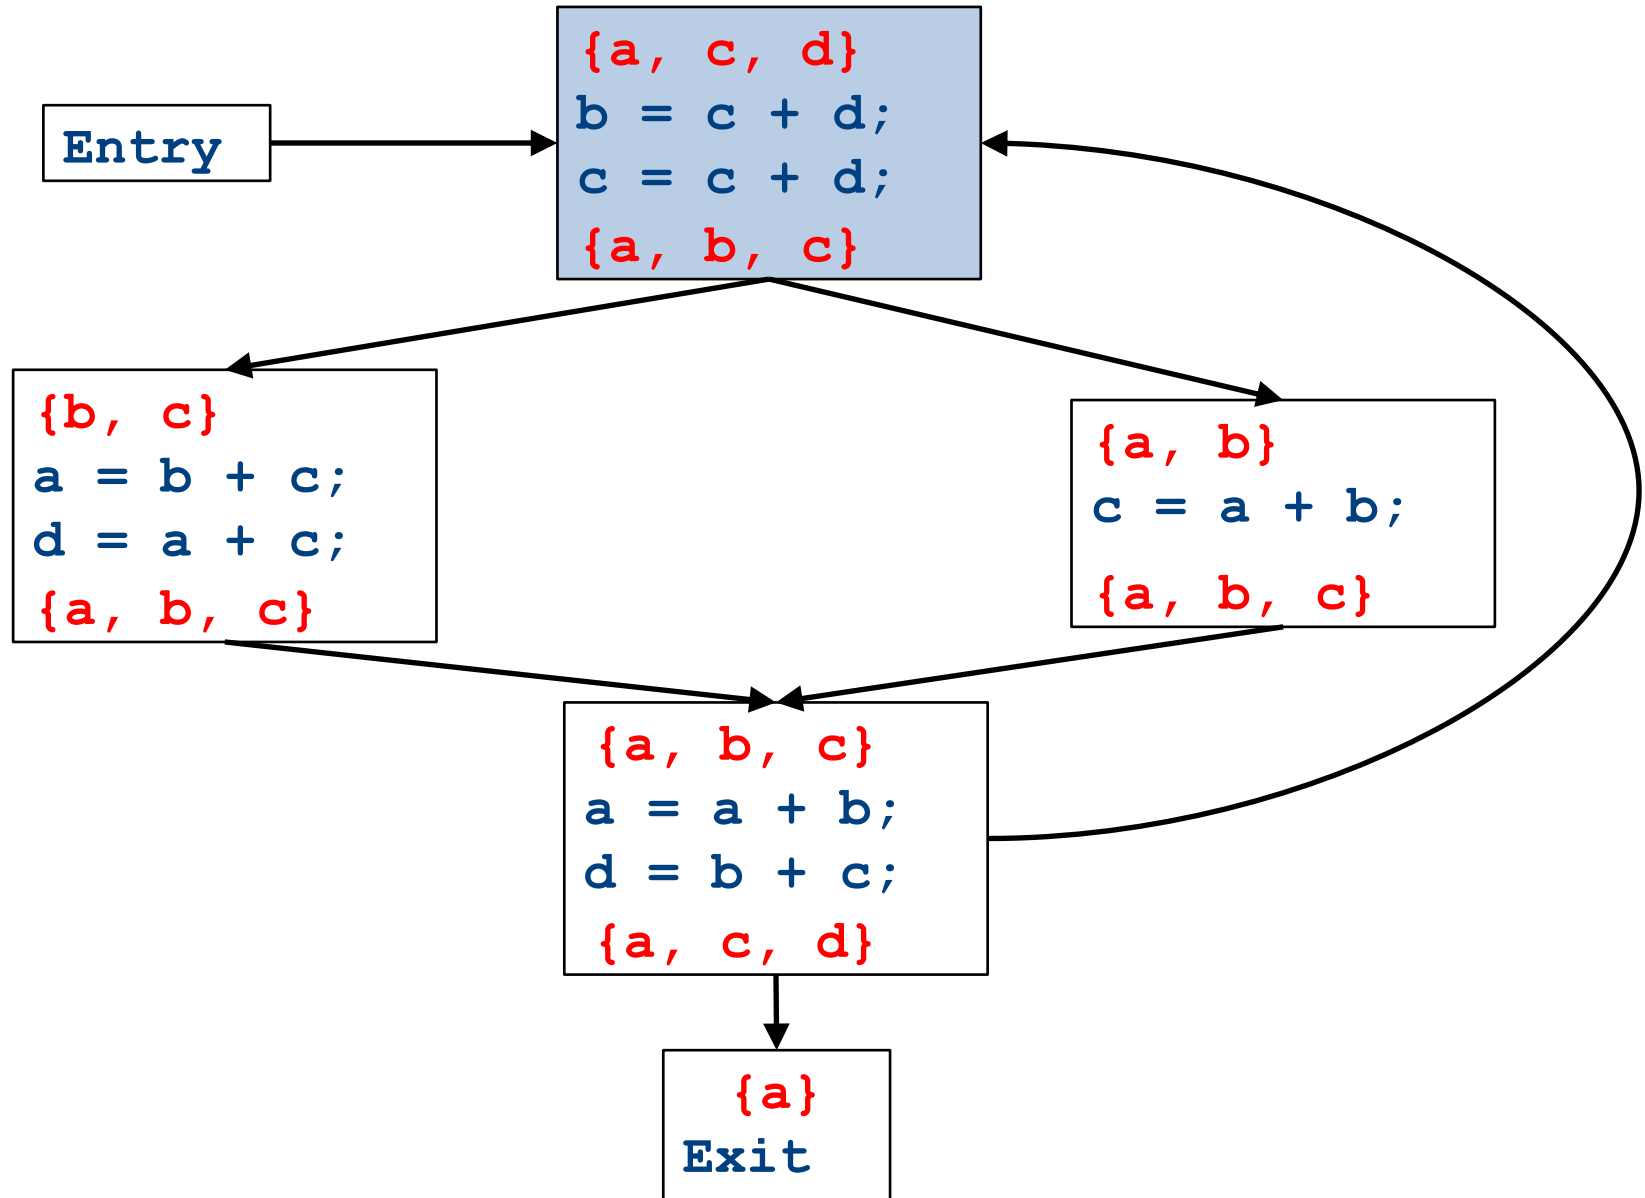 Entry
{a, c, d}
b = c + d;
c = c + d;
{a, b, c}
{b, c}
a = b + c;
d = a + c;
{a, b, c}
{a, b}
c = a + b;
{a, b, c}
{a, b, c}
a = a + b;
d = b + c;
{a, c, d}
{a}
Exit